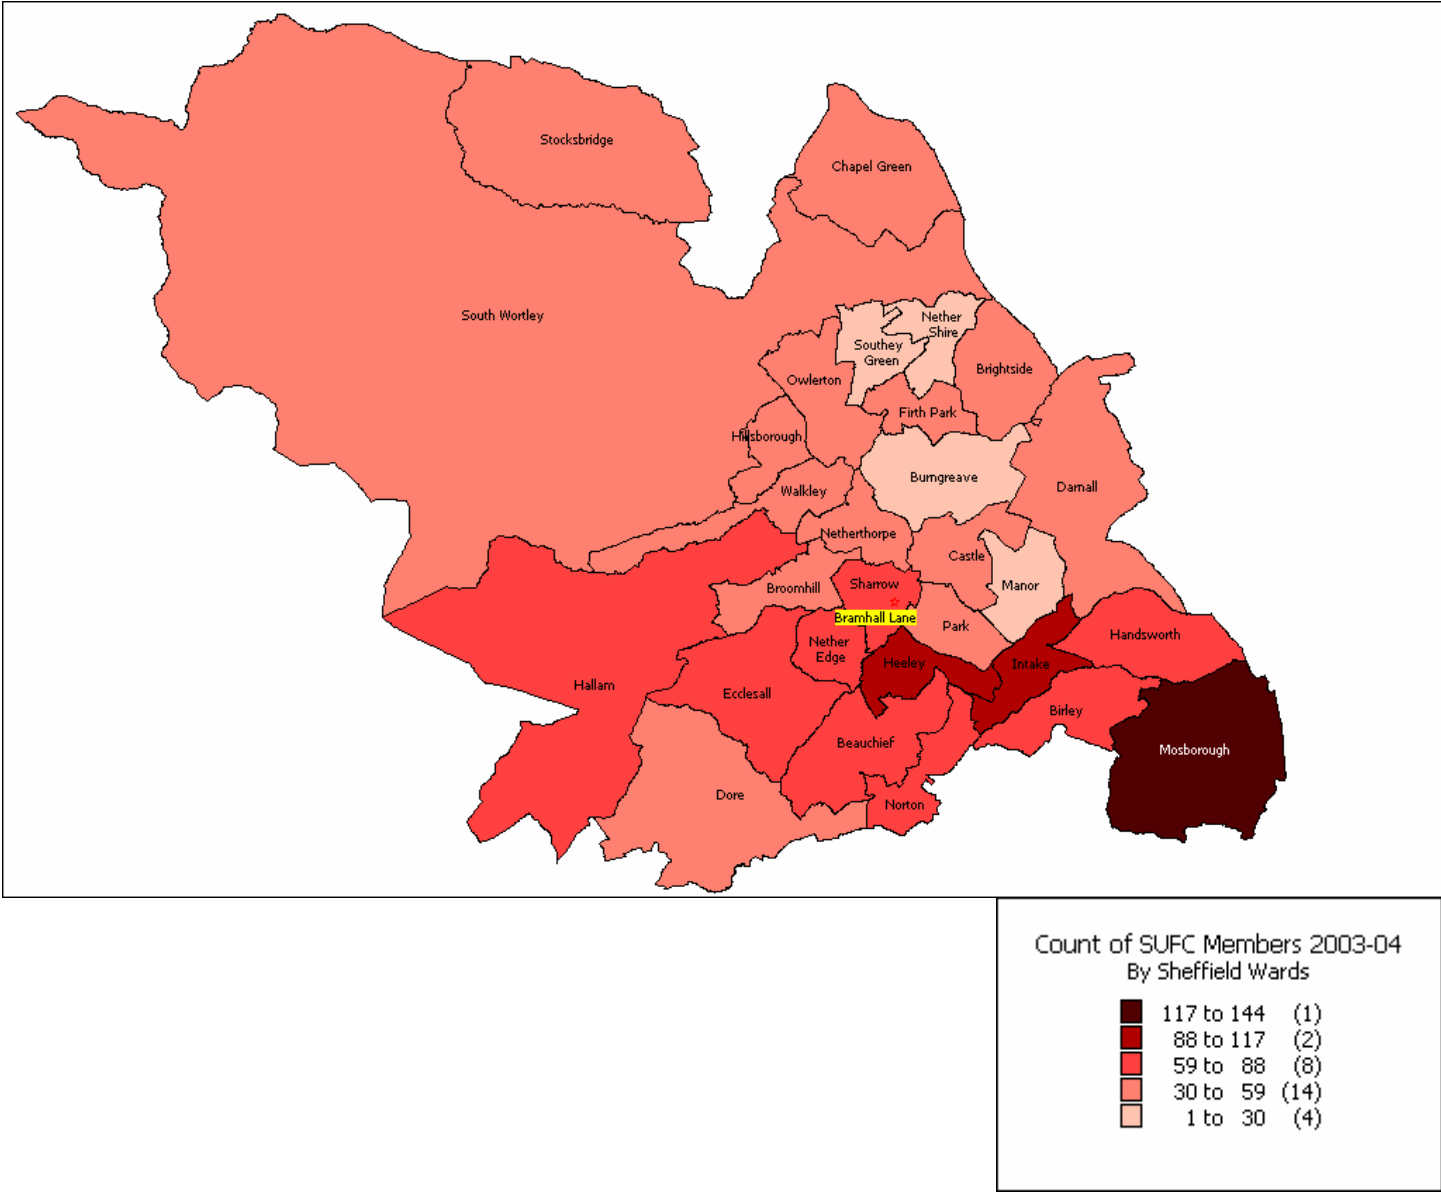 Stocksbridge
Chapel Green
South Wortley
Nether
Shire
Southey
Green
Brightside
Owlerton
Firth Park
Hillsborough
Burngreave
Walkley
Darnall
Netherthorpe
Castle
Sharrow
Manor
Broomhill
Bramhall Lane
Park
Handsworth
Nether
Edge
Heeley
Intake
Hallam
Ecclesall
Birley
Beauchief
Mosborough
Dore
Norton
Count of SUFC Members 2003-04
By Sheffield Wards
117 to 144 (1)
88 to 117 (2)
59 to 88 (8)
30 to 59 (14)
1 to 30 (4)